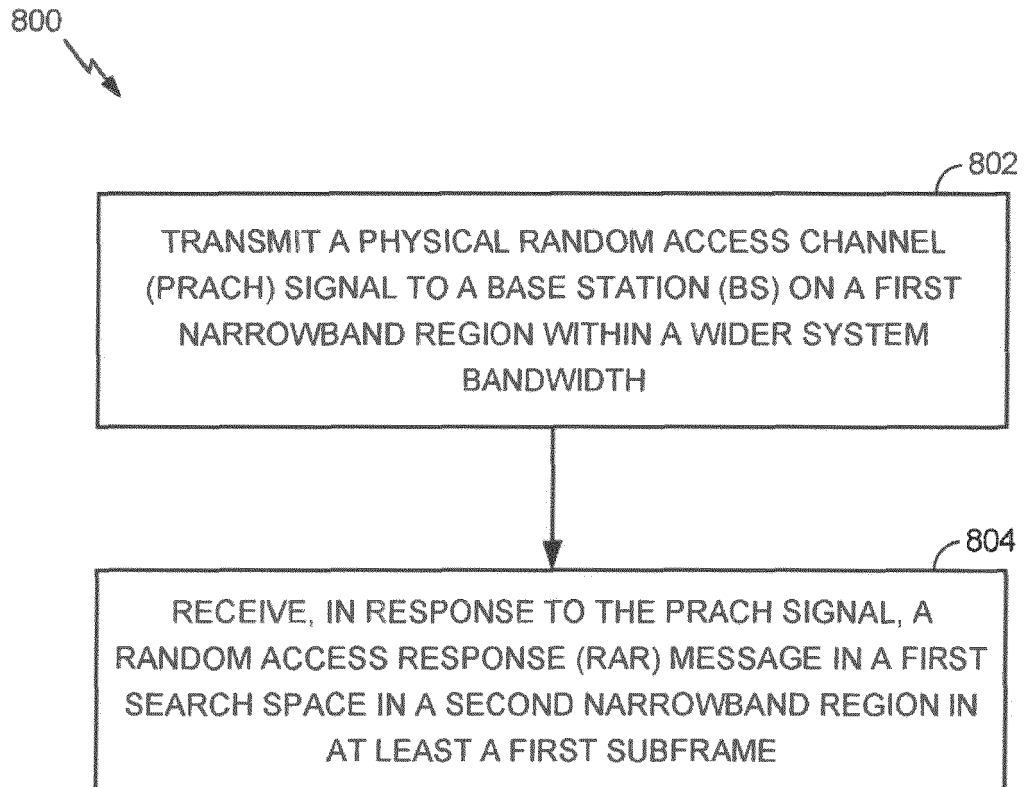 800
802
TRANSMIT A PHYSICAL RANDOM ACCESS CHANNEL
(PRACH) SIGNAL TO A BASE STATION (BS) ON A FIRST
NARROWBAND REGION WITHIN A WIDER SYSTEM
BANDWIDTH
804
RECEIVE, IN RESPONSE TO THE PRACH SIGNAL, A
RANDOM ACCESS RESPONSE (RAR) MESSAGE IN A FIRST
SEARCH SPACE IN A SECOND NARROWBAND REGION IN
AT LEAST A FIRST SUBFRAME